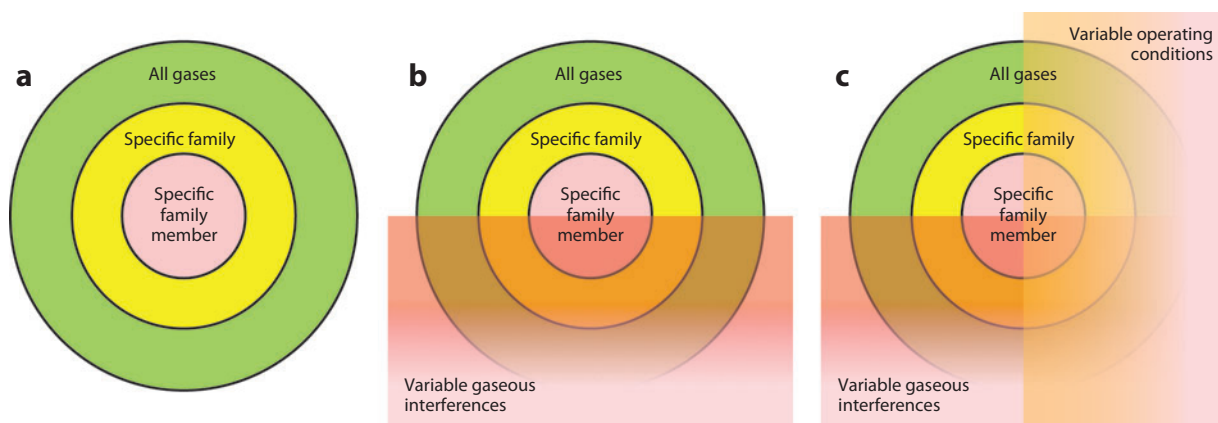 a
All gases
Specific family
Specific
family
member
b
All gases
Specific family
Specific
family
member
Variable gaseous
interferences
c
Variable operating
conditions
All gases
Specific family
Specific
family
member
Variable gaseous
interferences